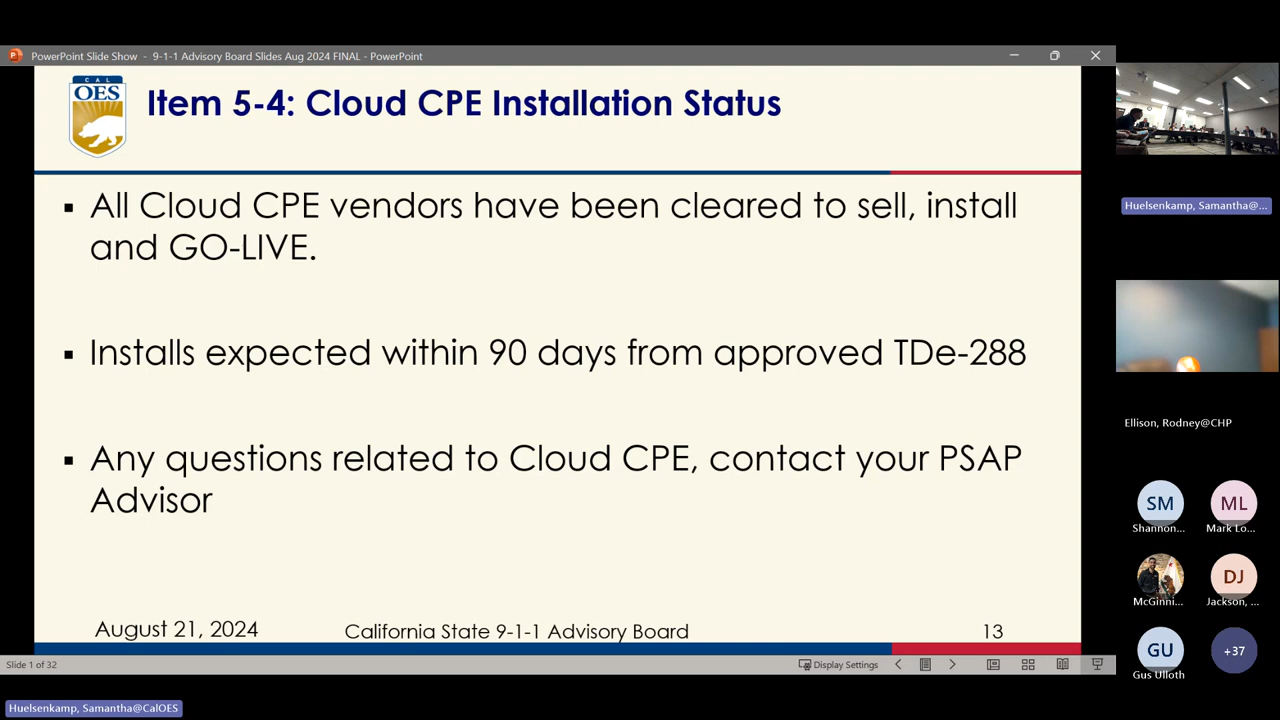 PowerPoint Slide Show - 9-1-1 Advisory Board Slides Aug 2024 FINAL - PowerPoint
CAL
OES
Item 5-4: Cloud CPE Installation Status
▪ All Cloud CPE vendors have been cleared to sell, install
and GO-LIVE.
▪ Installs expected within 90 days from approved TDe-288
▪ Any questions related to Cloud CPE, contact your PSAP
Advisor
August 21, 2024
California State 9-1-1 Advisory Board
13
Slide 1 of 32
Display Settings
Huelsenkamp, Samantha@CalOES
Huelsenkamp, Samantha@...
Ellison, Rodney@CHP
SM
ML
Shannon...
Mark Lo...
DJ
McGinni...
Jackson, ...
GU
+37
Gus Ulloth